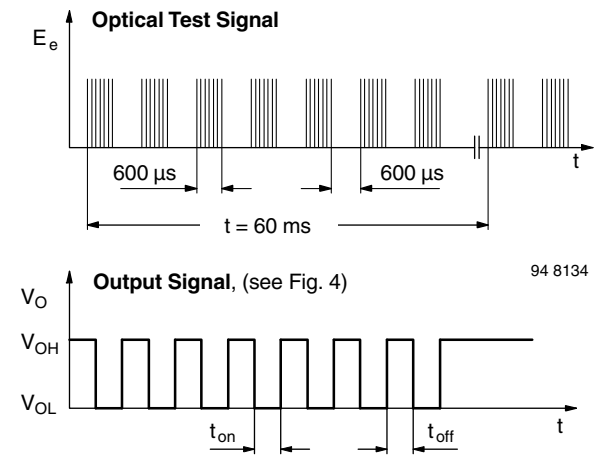 Optical Test Signal
Eₑ
t
600 µs
600 µs
t = 60 ms
94 8134
Output Signal, (see Fig. 4)
V_O
V_OH
V_OL
t_on
t_off
t